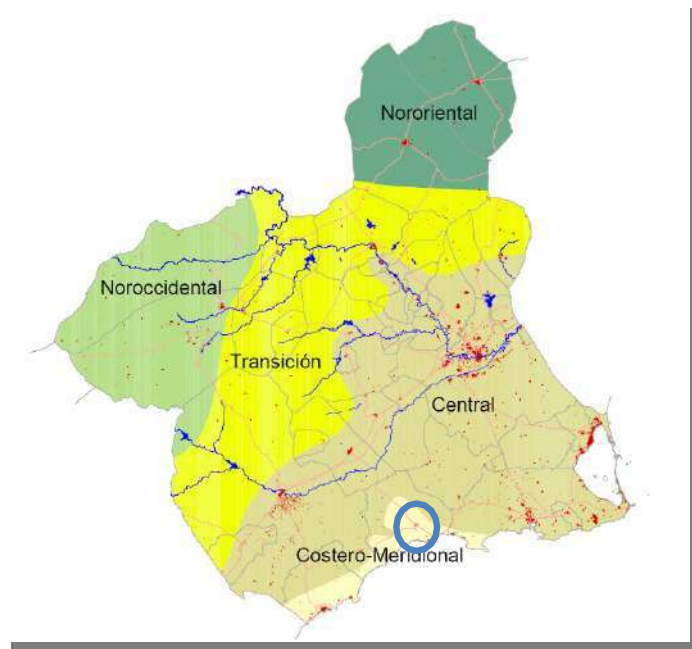 Nororiental
Noroccidental
Transición
Central
Costero-Meridional